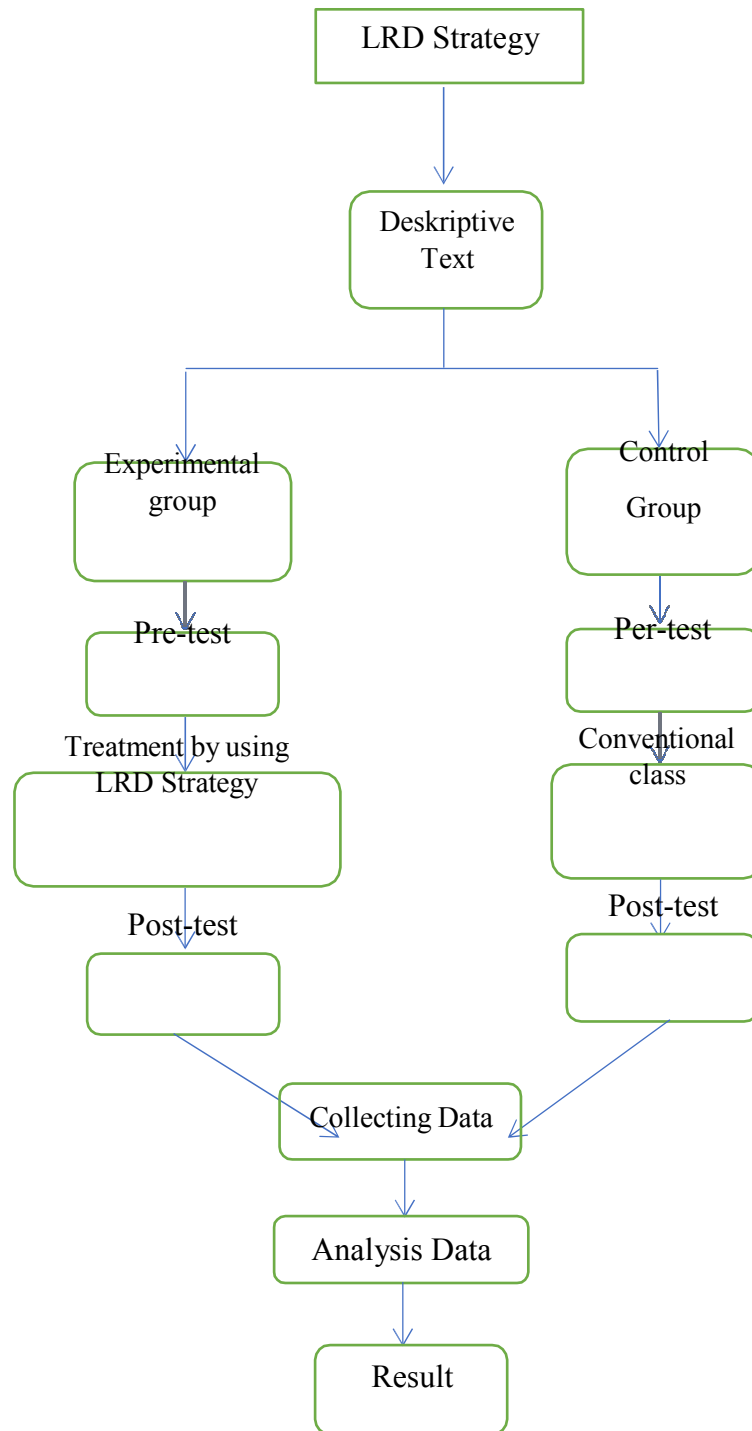 LRD Strategy
Deskriptive
Text
Experimental
group
Control
Group
Pre-test
Per-test
Treatment by using
LRD Strategy
Conventional
class
Post-test
Post-test
Collecting Data
Analysis Data
Result